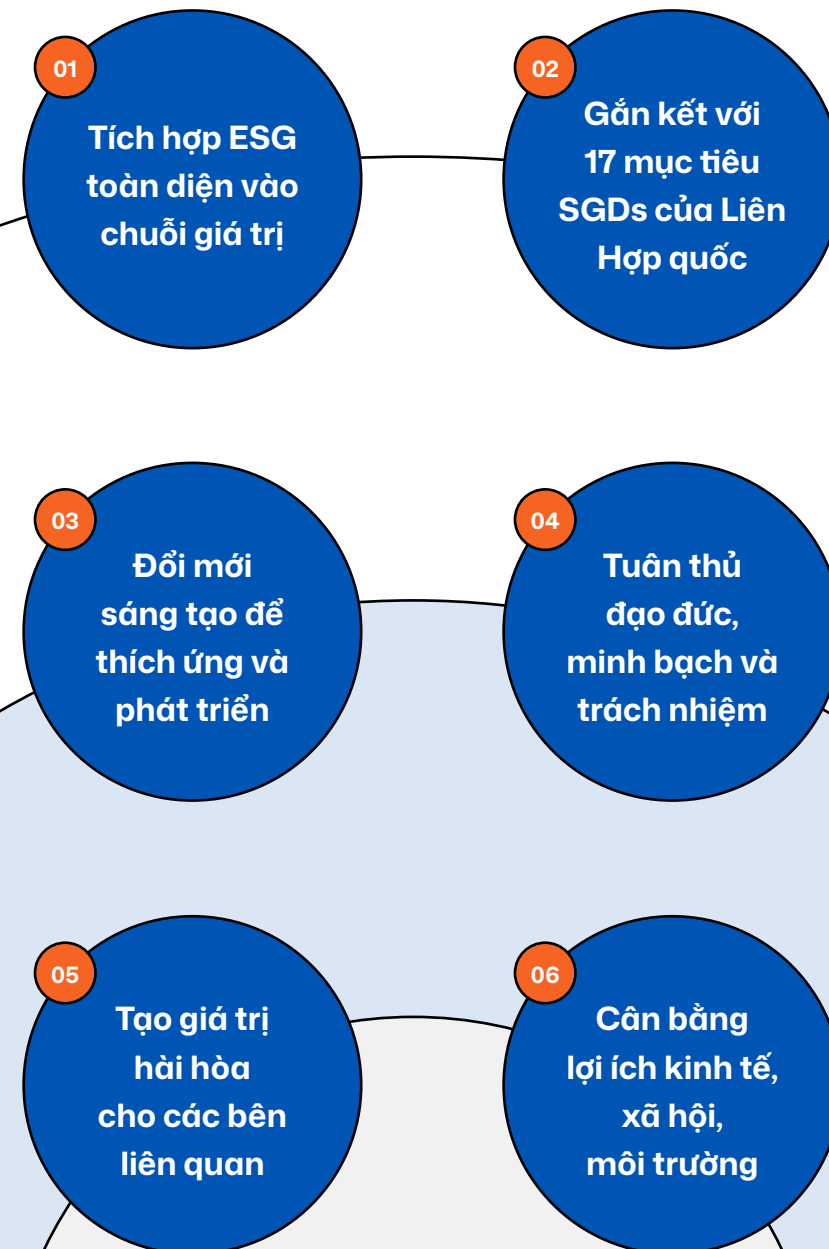 01
Tích hợp ESG
toàn diện vào
chuỗi giá trị
02
Gắn kết với
17 mục tiêu
SGDs của Liên
Hợp quốc
03
Đổi mới
sáng tạo để
thích ứng và
phát triển
04
Tuân thủ
đạo đức,
minh bạch và
trách nhiệm
05
Tạo giá trị
hài hòa
cho các bên
liên quan
06
Cân bằng
lợi ích kinh tế,
xã hội,
môi trường